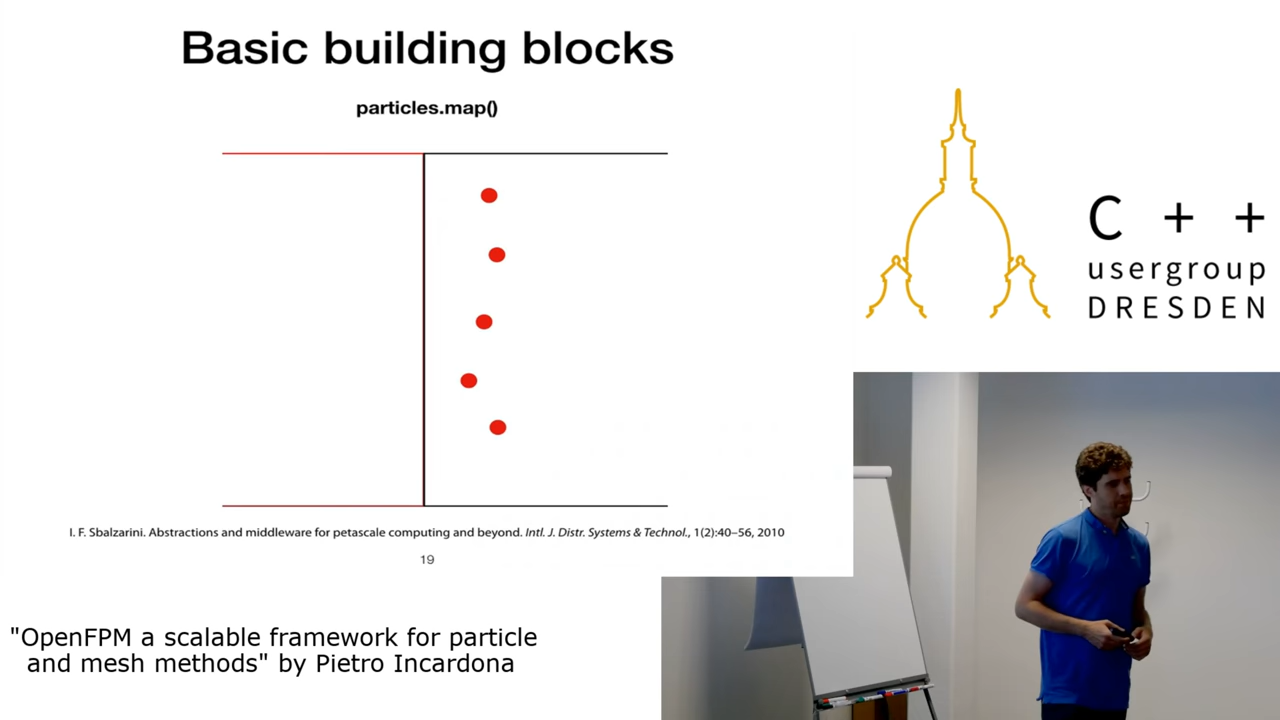 Basic building blocks
particles.map()
I. F. Sbalzarini. Abstractions and middleware for petascale computing and beyond. Intl. J. Distr. Systems & Technol., 1(2):40–56, 2010
19
C + +
usergroup
DRESDEN
"OpenFPM a scalable framework for particle
and mesh methods" by Pietro Incardona